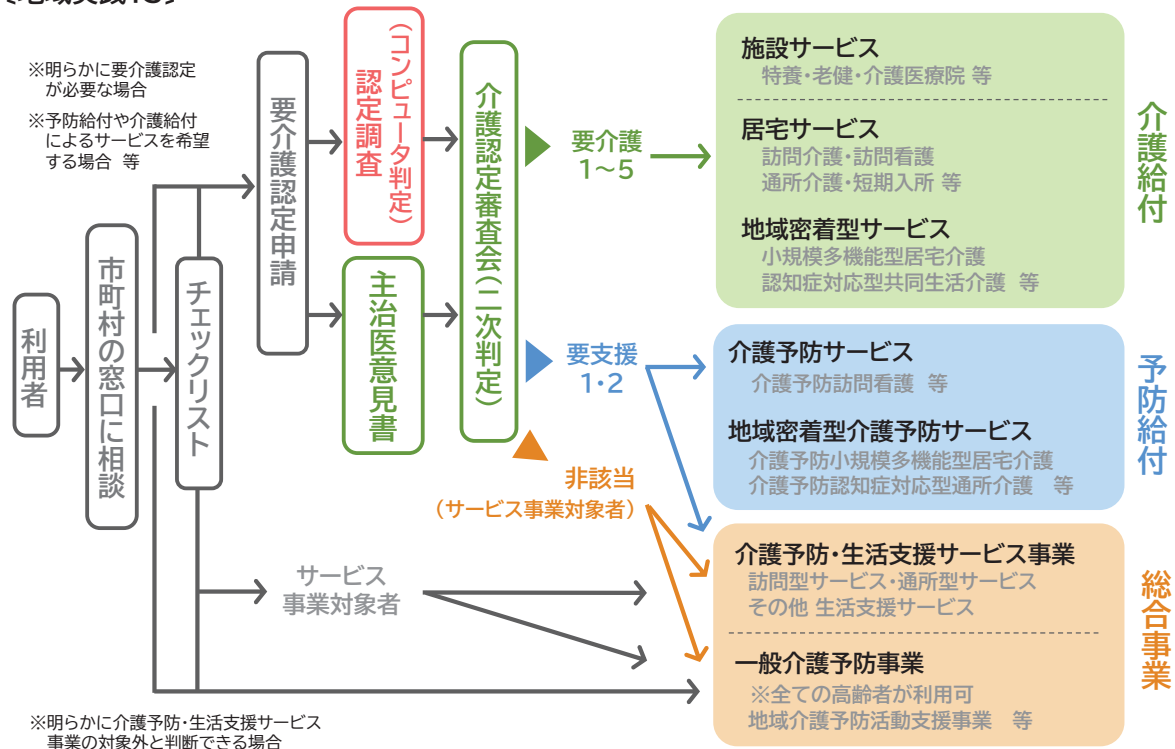 ※明らかに要介護認定
が必要な場合
※予防給付や介護給付
によるサービスを希望
する場合 等
利用者
市町村の窓口に相談
チェックリスト
要介護認定申請
認定調査
(コンピュータ判定)
主治医意見書
介護認定審査会(二次判定)
要介護
1〜5
要支援
1・2
非該当
(サービス事業対象者)
サービス
事業対象者
※明らかに介護予防・生活支援サービス
事業の対象外と判断できる場合
施設サービス
特養・老健・介護医療院 等
居宅サービス
訪問介護・訪問看護
通所介護・短期入所 等
地域密着型サービス
小規模多機能型居宅介護
認知症対応型共同生活介護 等
介護給付
介護予防サービス
介護予防訪問看護 等
地域密着型介護予防サービス
介護予防小規模多機能型居宅介護
介護予防認知症対応型通所介護 等
予防給付
介護予防・生活支援サービス事業
訪問型サービス・通所型サービス
その他 生活支援サービス
一般介護予防事業
※全ての高齢者が利用可
地域介護予防活動支援事業 等
総合事業